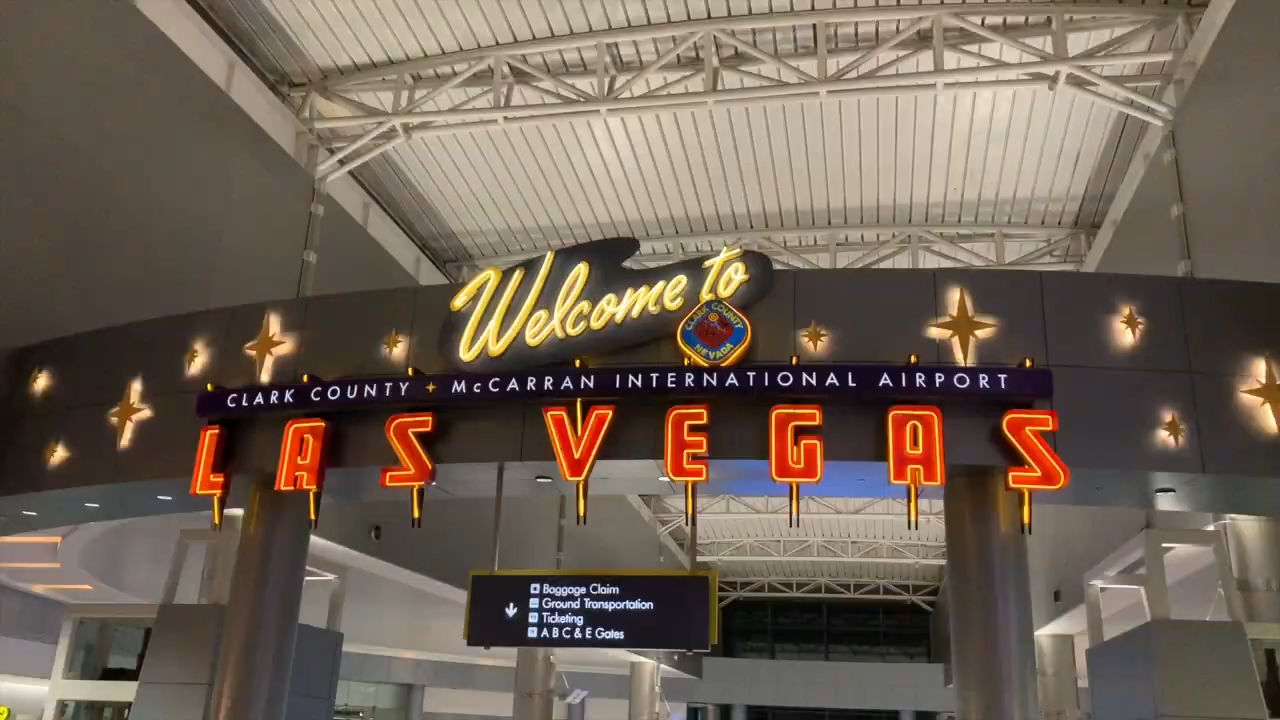 Welcome to
CLARK COUNTY
NEVADA
CLARK COUNTY ✦ McCARRAN INTERNATIONAL AIRPORT
LAS VEGAS
Baggage Claim
Ground Transportation
Ticketing
A B C & E Gates